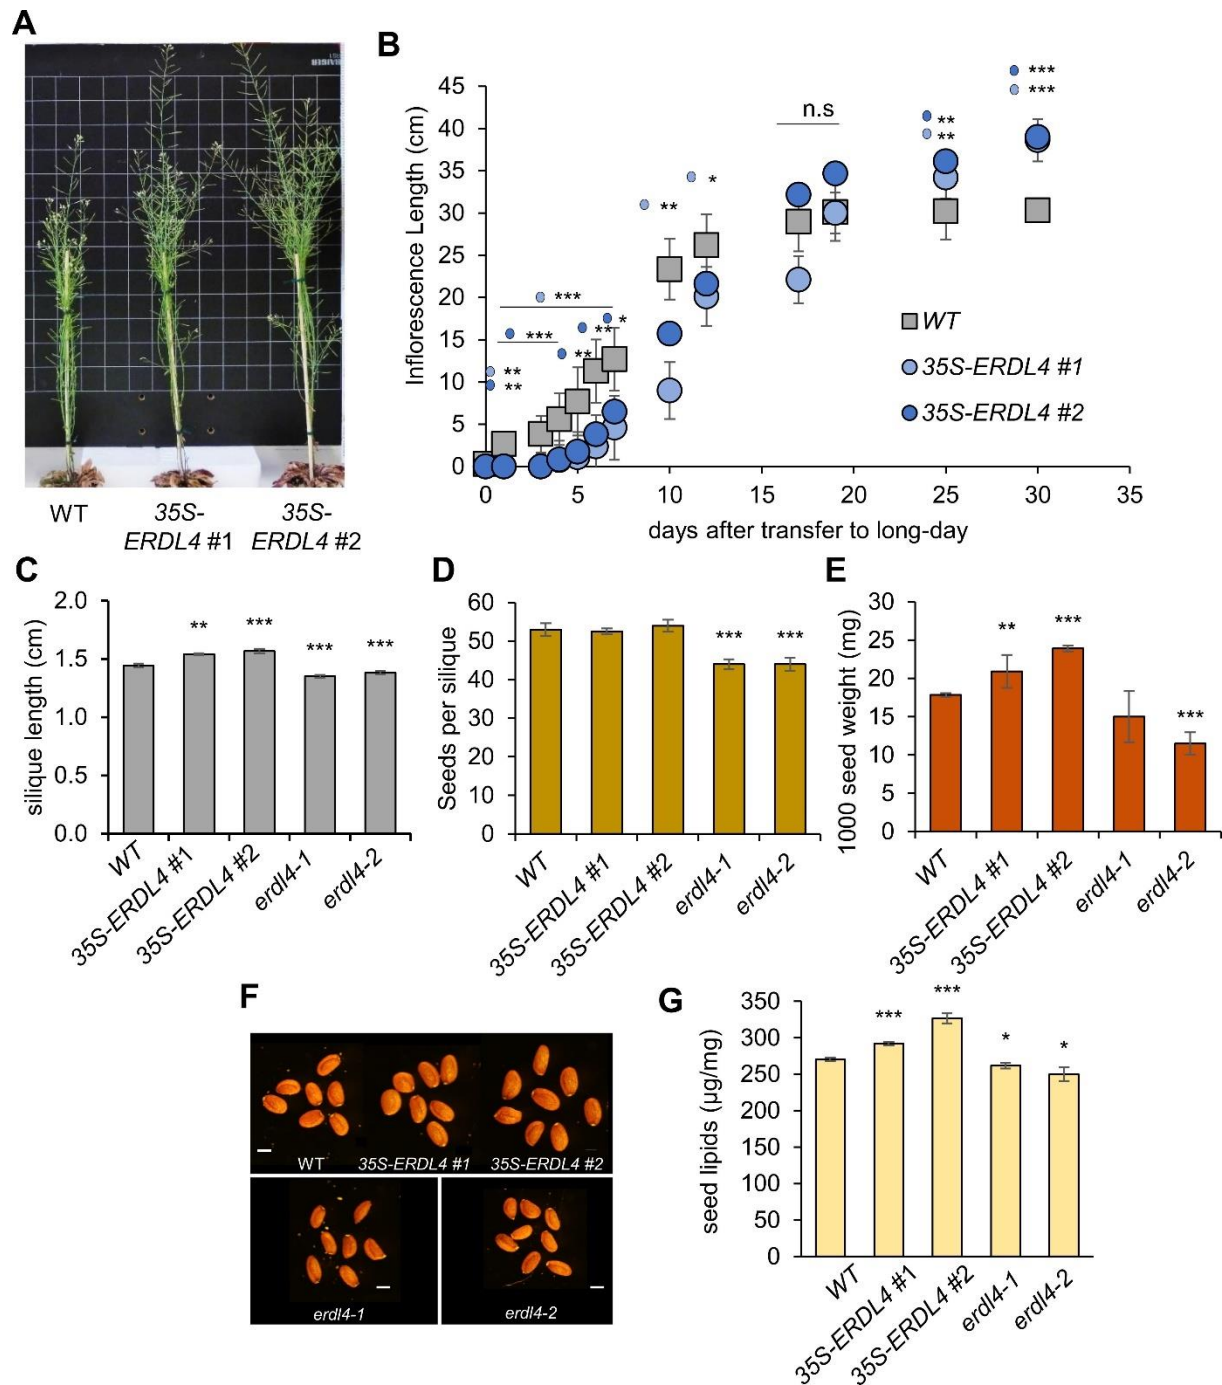 A
WT
35S-
ERDL4 #1
35S-
ERDL4 #2
B
Inflorescence Length (cm)
45
40
35
30
25
20
15
10
5
0
0 5 10 15 20 25 30 35
days after transfer to long-day
**
**
***
***
**
**
*
**
*
n.s
**
**
***
***
WT
35S-ERDL4 #1
35S-ERDL4 #2
C
silique length (cm)
2.0
1.5
1.0
0.5
0.0
** *** *** ***
WT
35S-ERDL4 #1
35S-ERDL4 #2
erdl4-1
erdl4-2
D
Seeds per silique
60
50
40
30
20
10
0
*** ***
WT
35S-ERDL4 #1
35S-ERDL4 #2
erdl4-1
erdl4-2
E
1000 seed weight (mg)
30
25
20
15
10
5
0
** *** ***
WT
35S-ERDL4 #1
35S-ERDL4 #2
erdl4-1
erdl4-2
F
WT
35S-ERDL4 #1
35S-ERDL4 #2
erdl4-1
erdl4-2
G
seed lipids (µg/mg)
350
300
250
200
150
100
50
0
*** *** * *
WT
35S-ERDL4 #1
35S-ERDL4 #2
erdl4-1
erdl4-2